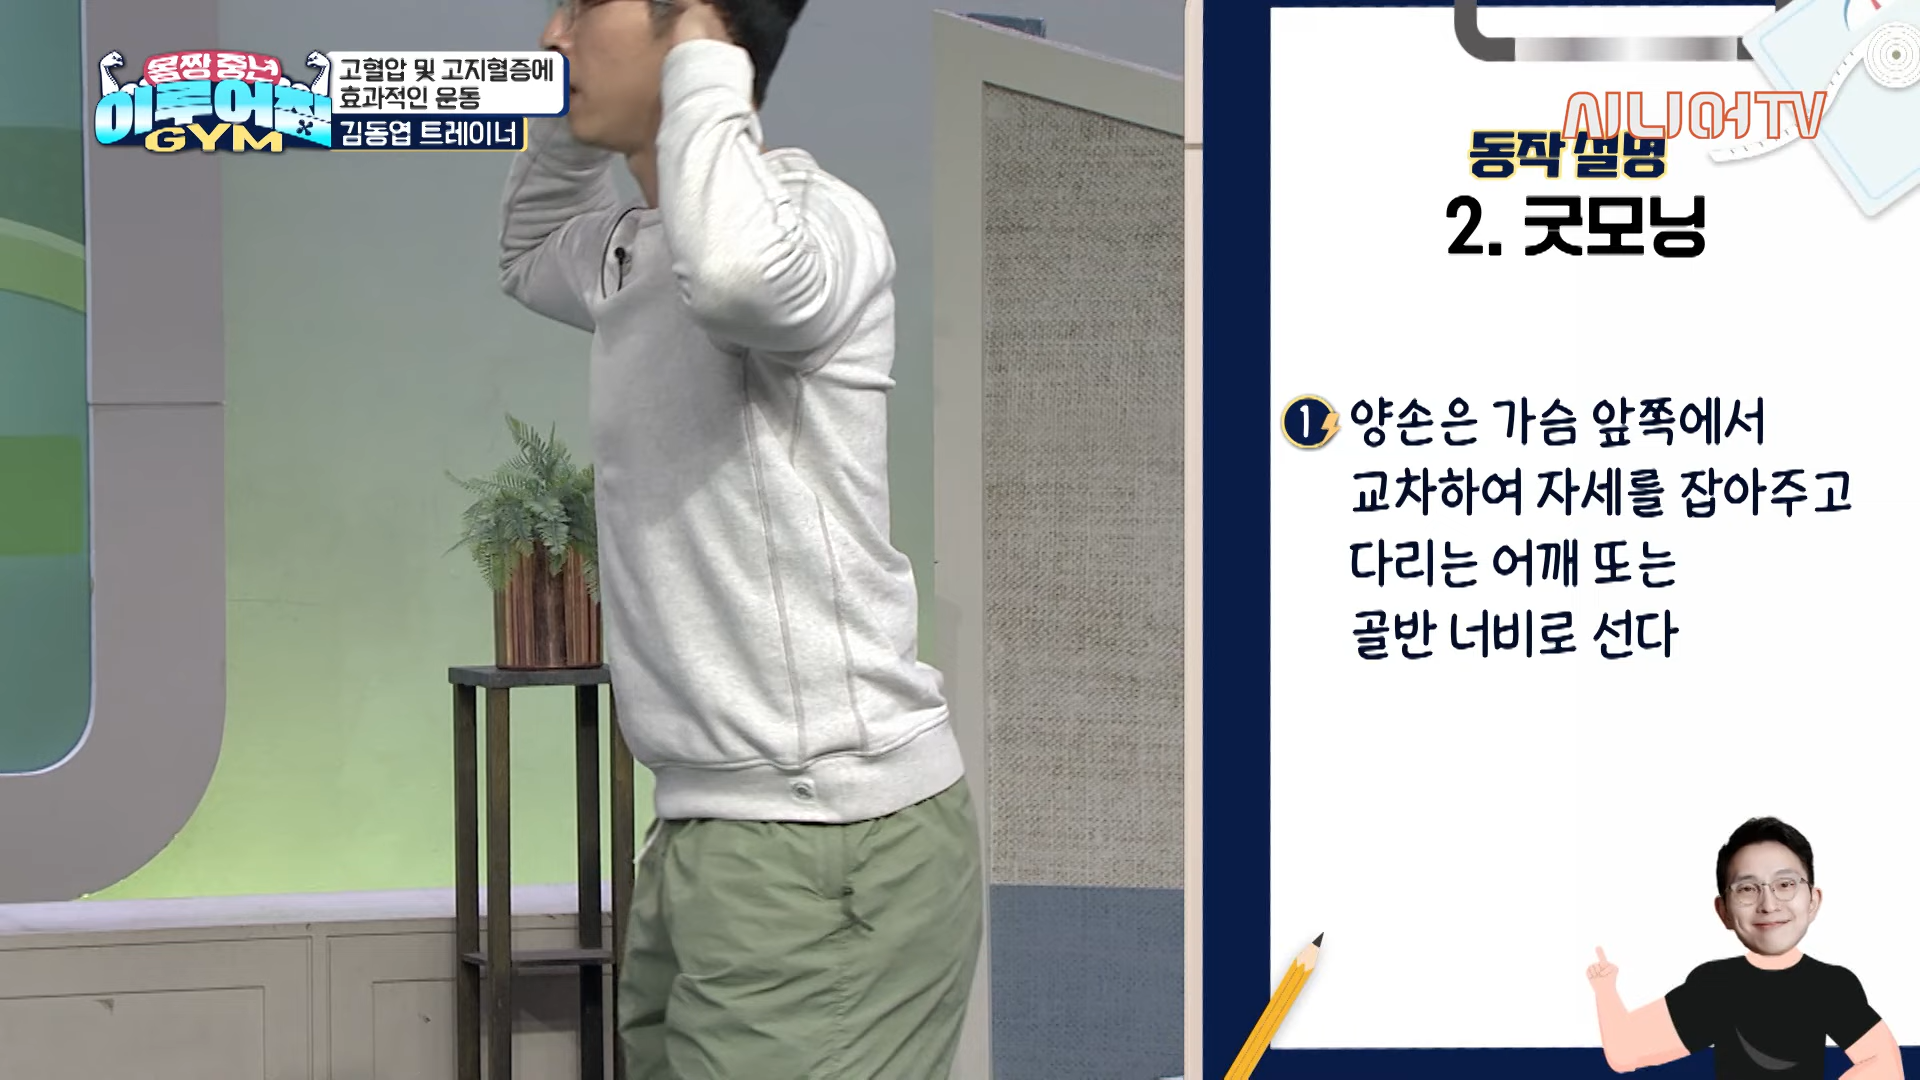 몸짱 중년
이루어짐
GYM
고혈압 및 고지혈증에
효과적인 운동
김동엽 트레이너
시니어TV
동작 설명
2. 굿모닝
1 양손은 가슴 앞쪽에서
교차하여 자세를 잡아주고
다리는 어깨 또는
골반 너비로 선다